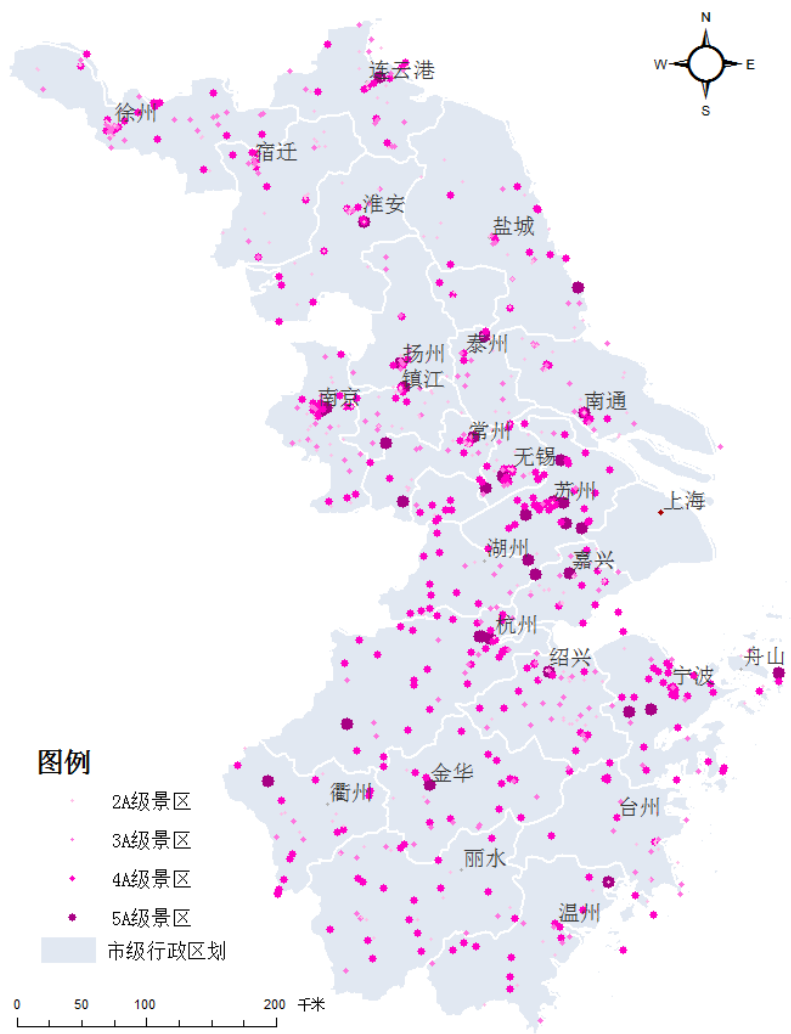 N
W
E
S
连云港
徐州
宿迁
淮安
盐城
泰州
扬州
镇江
南京
南通
常州
无锡
苏州
上海
湖州
嘉兴
杭州
绍兴
舟山
宁波
金华
衢州
台州
丽水
温州
图例
2A级景区
3A级景区
4A级景区
5A级景区
市级行政区划
0 50 100 200 千米